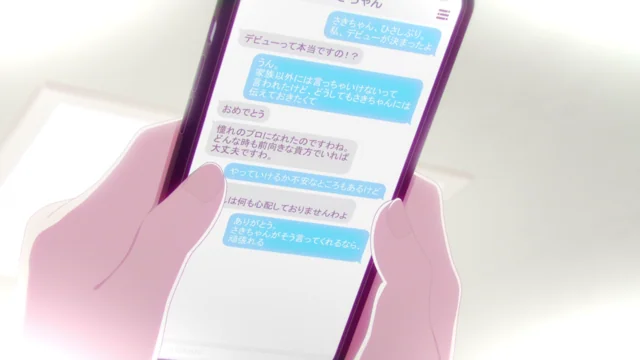 ちゃん
さきちゃん、ひさしぶり。
私、デビューが決まったよ
デビューって本当ですの！？
うん。
家族以外には言っちゃいけないって
言われたけど、どうしてもさきちゃんには
伝えておきたくて
おめでとう
憧れのプロになれたのですわね。
どんな時も前向きな貴方でいれば
大丈夫ですわ。
やっていけるか不安なところもあるけど
は何も心配しておりませんわよ
ありがとう。
さきちゃんがそう言ってくれるなら、
頑張れる